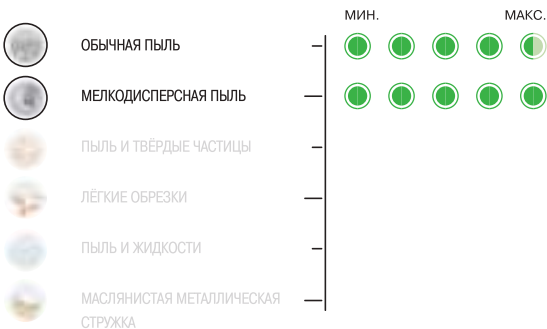 МИН. МАКС.
ОБЫЧНАЯ ПЫЛЬ
МЕЛКОДИСПЕРСНАЯ ПЫЛЬ
ПЫЛЬ И ТВЁРДЫЕ ЧАСТИЦЫ
ЛЁГКИЕ ОБРЕЗКИ
ПЫЛЬ И ЖИДКОСТИ
МАСЛЯНИСТАЯ МЕТАЛЛИЧЕСКАЯ
СТРУЖКА